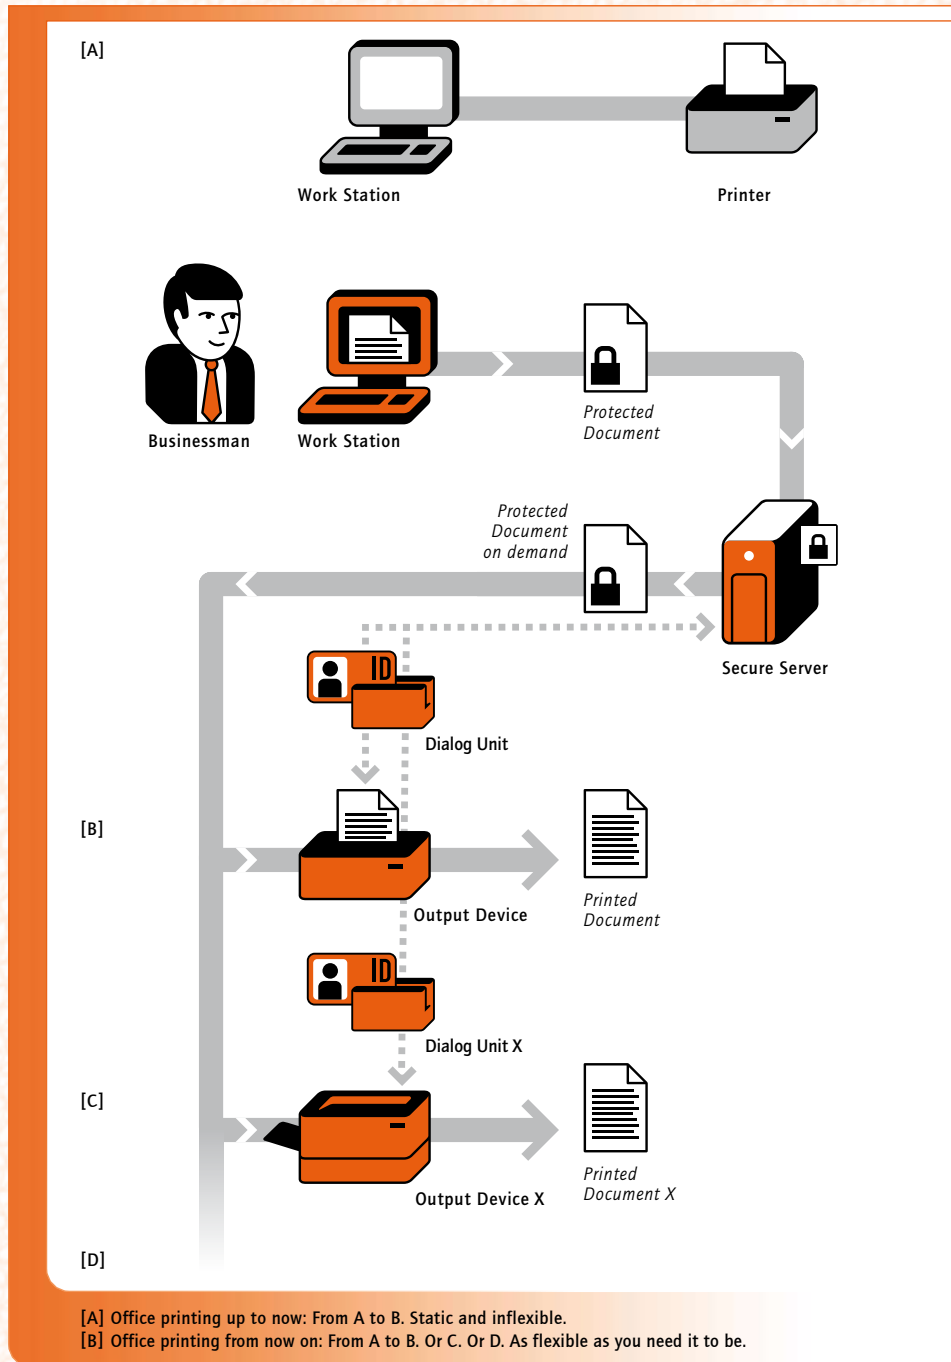 [A]
Work Station
Printer
Businessman
Work Station
Protected
Document
Protected
Document
on demand
Secure Server
ID
Dialog Unit
[B]
Output Device
Printed
Document
ID
Dialog Unit X
[C]
Output Device X
Printed
Document X
[D]
[A] Office printing up to now: From A to B. Static and inflexible.
[B] Office printing from now on: From A to B. Or C. Or D. As flexible as you need it to be.